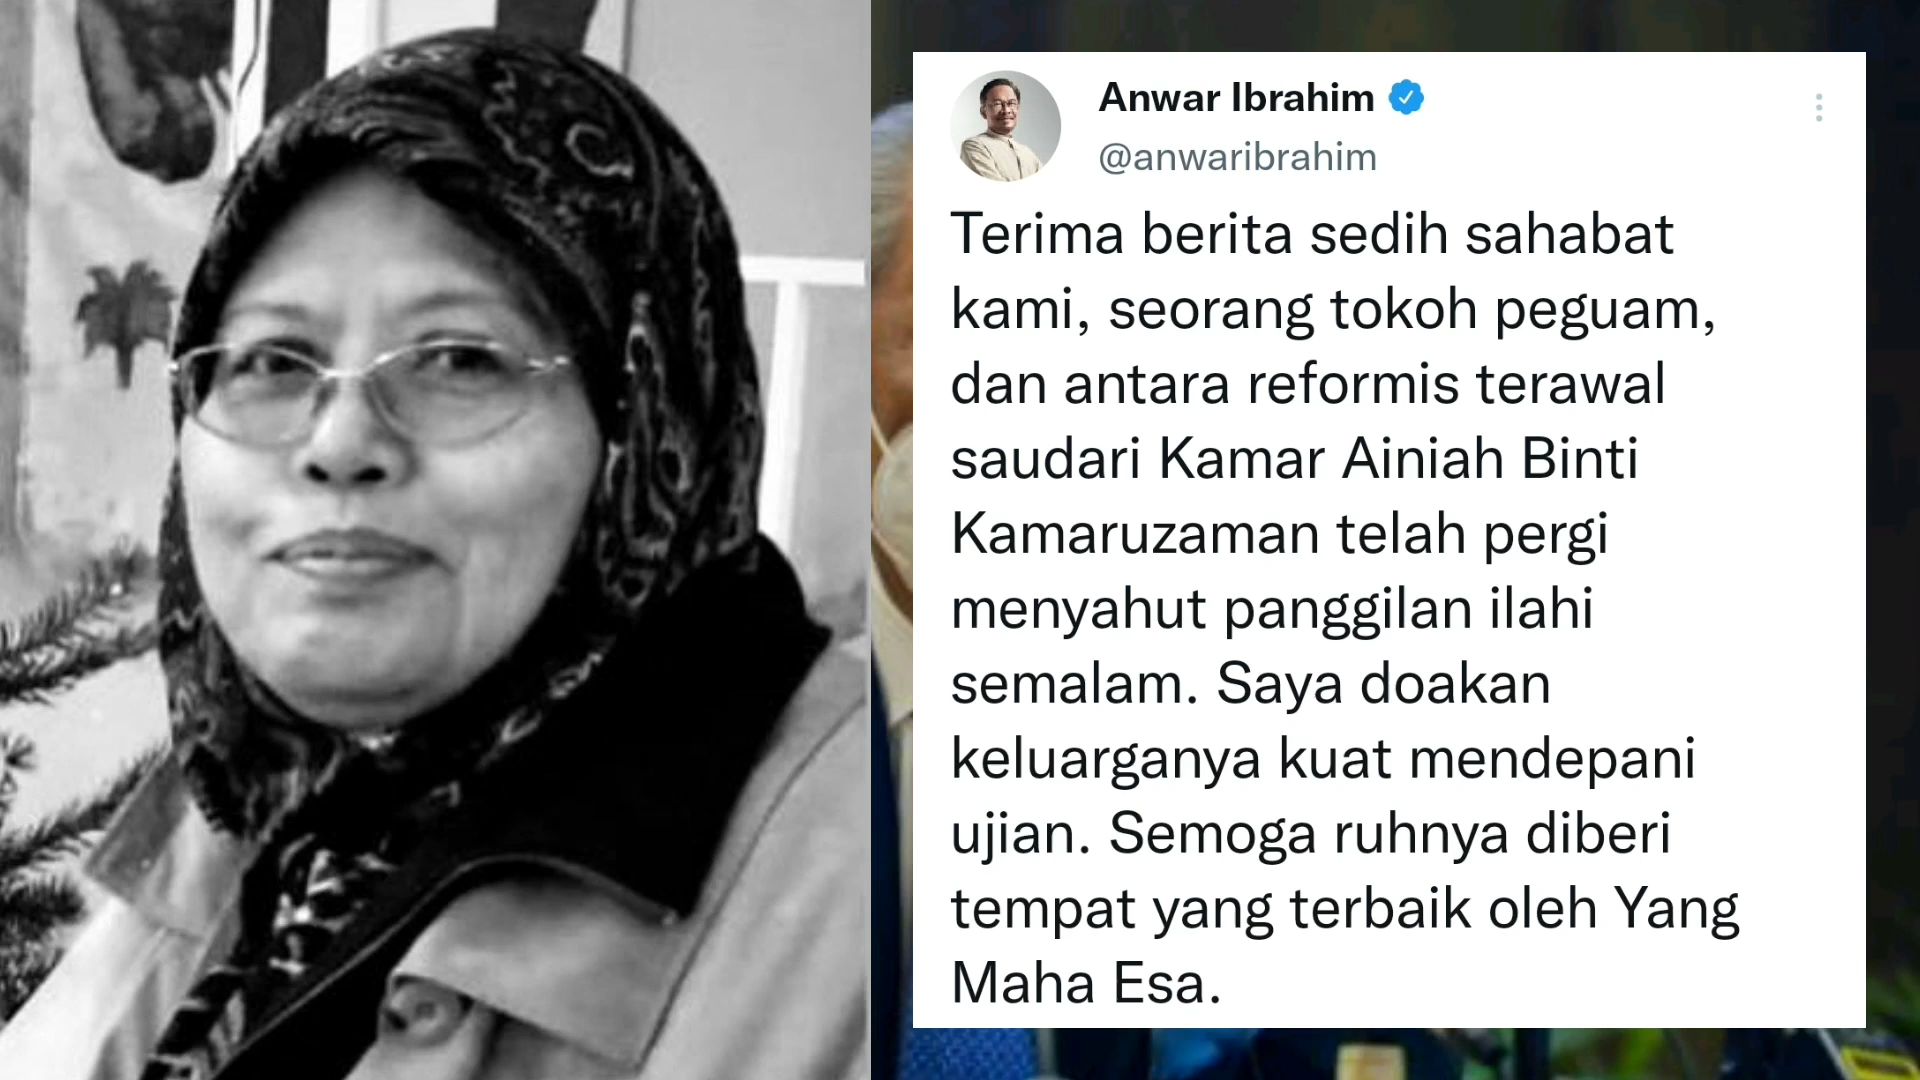 Anwar Ibrahim
@anwaribrahim
Terima berita sedih sahabat
kami, seorang tokoh peguam,
dan antara reformis terawal
saudari Kamar Ainiah Binti
Kamaruzaman telah pergi
menyahut panggilan ilahi
semalam. Saya doakan
keluarganya kuat mendepani
ujian. Semoga ruhnya diberi
tempat yang terbaik oleh Yang
Maha Esa.